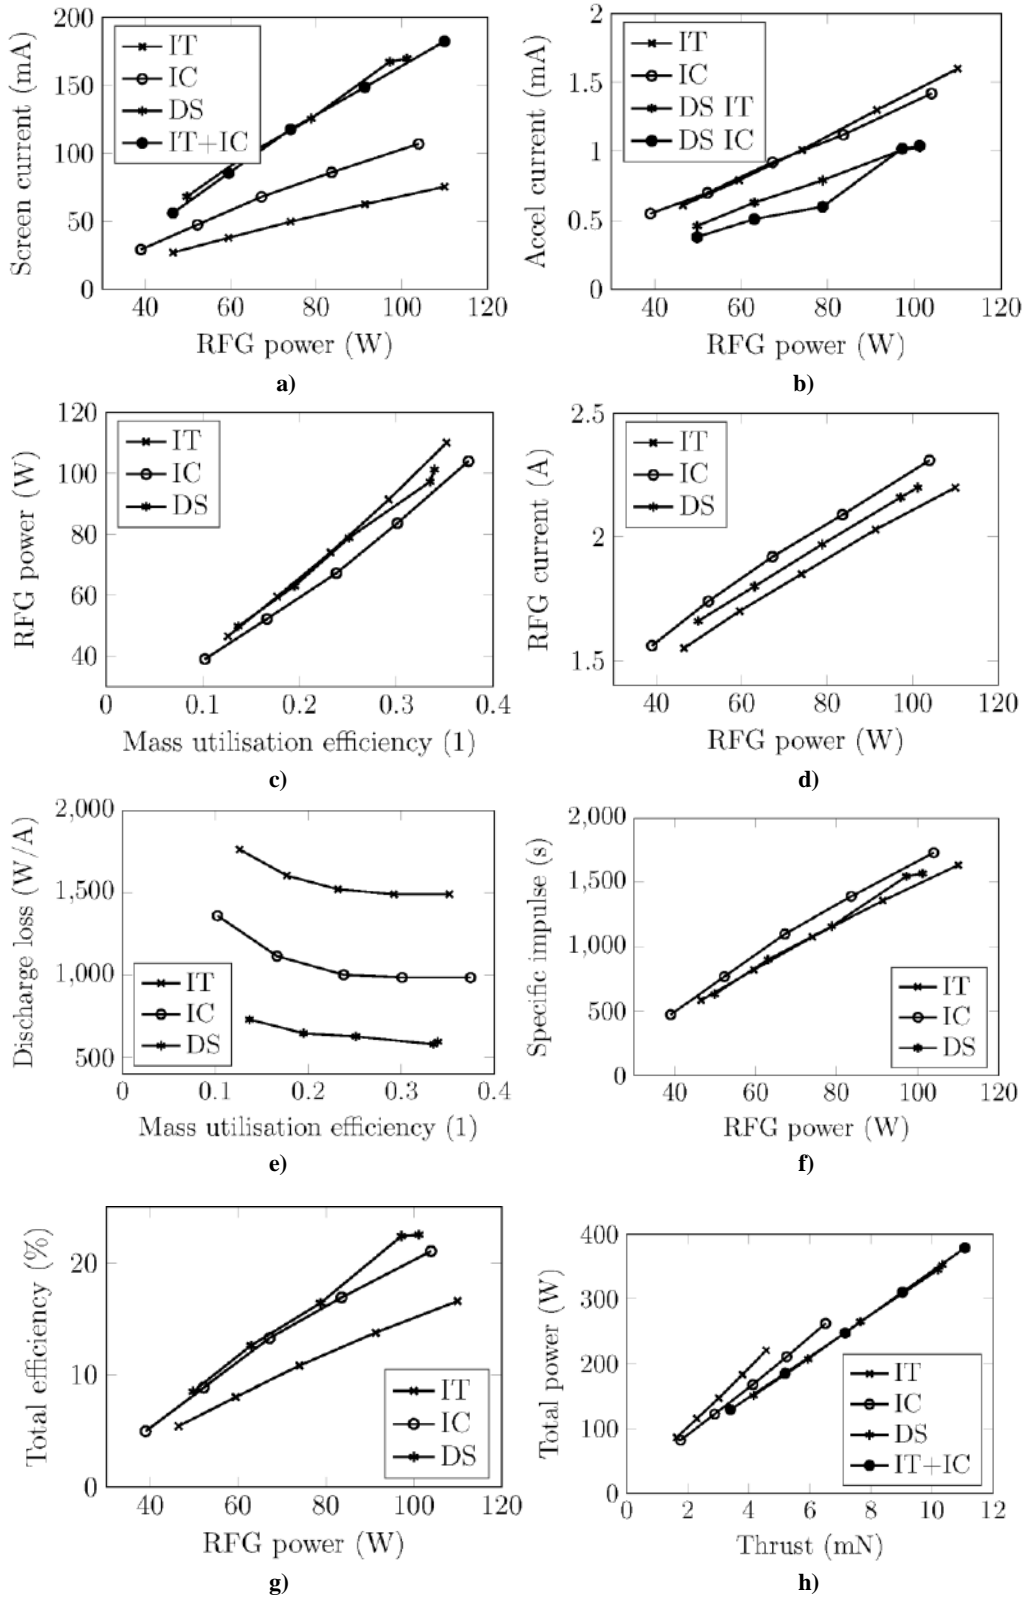 200
150
100
50
0
Screen current (mA)
IT
IC
DS
IT+IC
40 60 80 100 120
RFG power (W)
a)
2
1.5
1
0.5
0
Accel current (mA)
IT
IC
DS IT
DS IC
40 60 80 100 120
RFG power (W)
b)
120
100
80
60
40
RFG power (W)
IT
IC
DS
0 0.1 0.2 0.3 0.4
Mass utilisation efficiency (1)
c)
2.5
2
1.5
RFG current (A)
IT
IC
DS
40 60 80 100 120
RFG power (W)
d)
2,000
1,500
1,000
500
Discharge loss (W/A)
IT
IC
DS
0 0.1 0.2 0.3 0.4
Mass utilisation efficiency (1)
e)
2,000
1,500
1,000
500
0
Specific impulse (s)
IT
IC
DS
40 60 80 100 120
RFG power (W)
f)
20
10
0
Total efficiency (%)
IT
IC
DS
40 60 80 100 120
RFG power (W)
g)
400
300
200
100
0
Total power (W)
IT
IC
DS
IT+IC
0 2 4 6 8 10 12
Thrust (mN)
h)